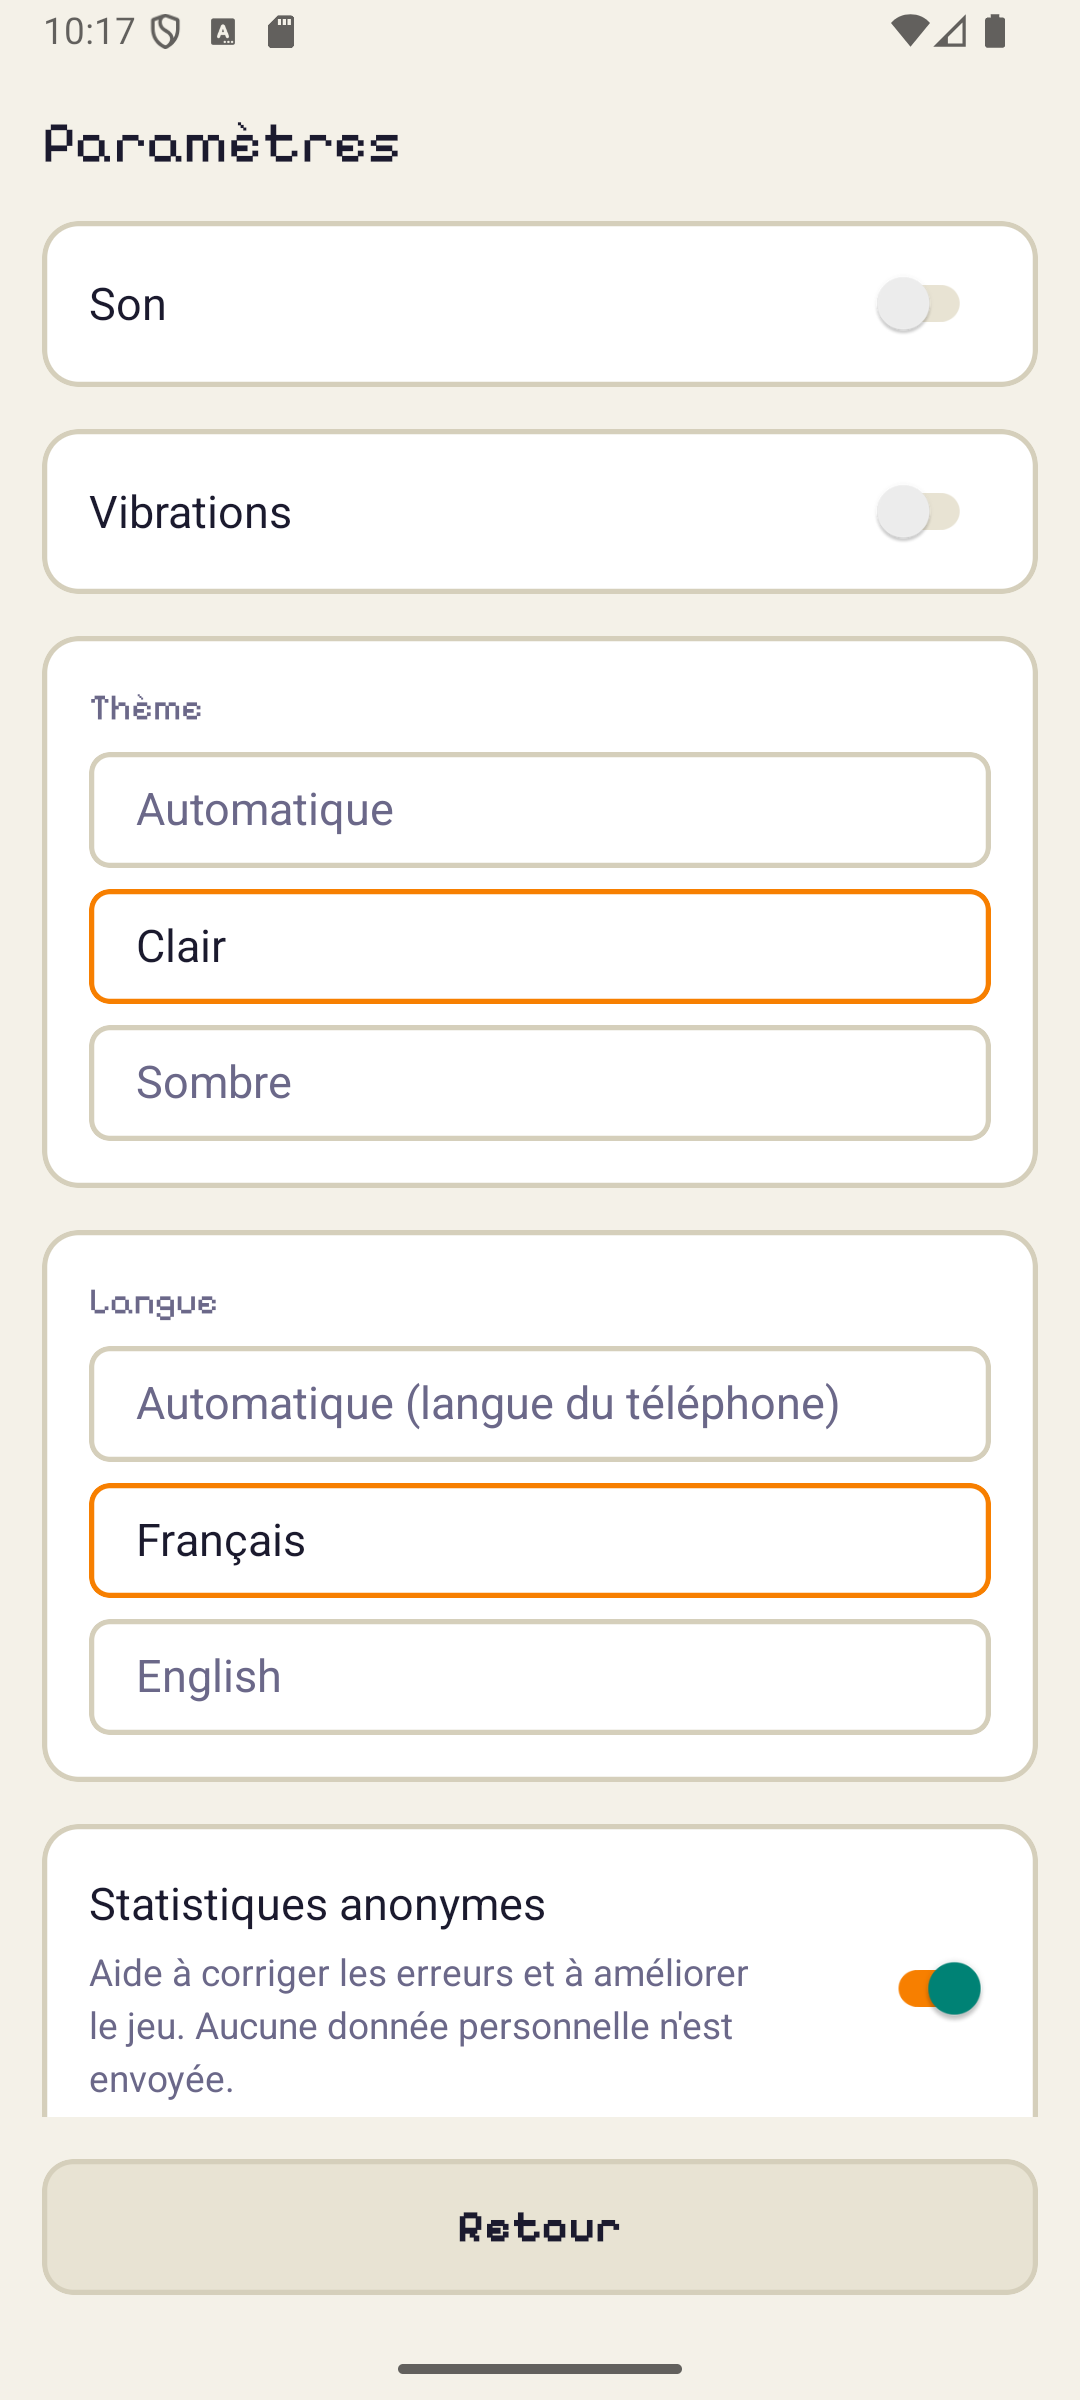 10:17
Paramètres
Son
Vibrations
Thème
Automatique
Clair
Sombre
Langue
Automatique (langue du téléphone)
Français
English
Statistiques anonymes
Aide à corriger les erreurs et à améliorer
le jeu. Aucune donnée personnelle n'est
envoyée.
Retour